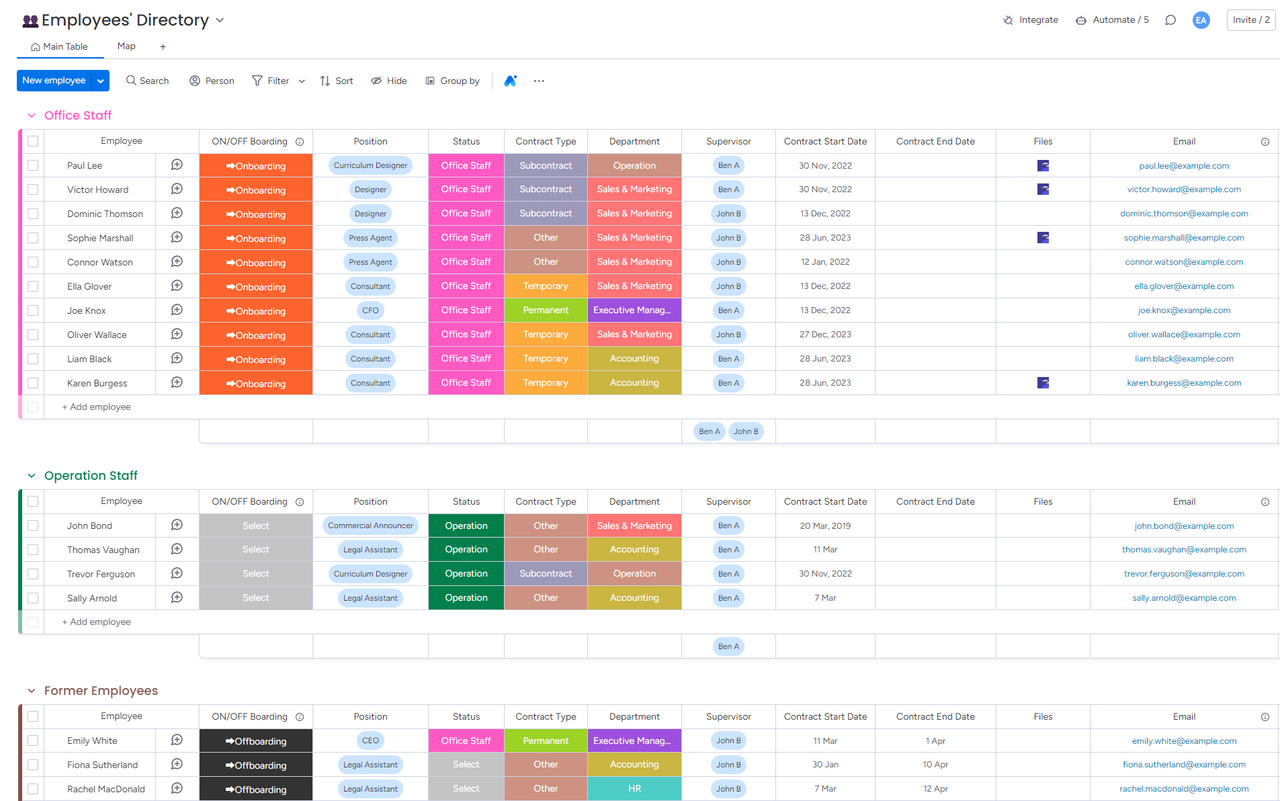 Employees' Directory
Integrate Automate / 5 EA Invite / 2
Main Table Map +
New employee Search Person Filter Sort Hide Group by ...
Office Staff
Employee ON/OFF Boarding Position Status Contract Type Department Supervisor Contract Start Date Contract End Date Files Email
Paul Lee ➡Onboarding Curriculum Designer Office Staff Subcontract Operation Ben A 30 Nov, 2022 paul.lee@example.com
Victor Howard ➡Onboarding Designer Office Staff Subcontract Sales & Marketing Ben A 30 Nov, 2022 victor.howard@example.com
Dominic Thomson ➡Onboarding Designer Office Staff Subcontract Sales & Marketing John B 13 Dec, 2022 dominic.thomson@example.com
Sophie Marshall ➡Onboarding Press Agent Office Staff Other Sales & Marketing John B 28 Jun, 2023 sophie.marshall@example.com
Connor Watson ➡Onboarding Press Agent Office Staff Other Sales & Marketing John B 12 Jan, 2022 connor.watson@example.com
Ella Glover ➡Onboarding Consultant Office Staff Temporary Sales & Marketing John B 13 Dec, 2022 ella.glover@example.com
Joe Knox ➡Onboarding CFO Office Staff Permanent Executive Manag... Ben A 13 Dec, 2022 joe.knox@example.com
Oliver Wallace ➡Onboarding Consultant Office Staff Temporary Sales & Marketing John B 27 Dec, 2023 oliver.wallace@example.com
Liam Black ➡Onboarding Consultant Office Staff Temporary Accounting Ben A 28 Jun, 2023 liam.black@example.com
Karen Burgess ➡Onboarding Consultant Office Staff Temporary Accounting Ben A 28 Jun, 2023 karen.burgess@example.com
+ Add employee
Ben A John B
Operation Staff
Employee ON/OFF Boarding Position Status Contract Type Department Supervisor Contract Start Date Contract End Date Files Email
John Bond Select Commercial Announcer Operation Other Sales & Marketing Ben A 20 Mar, 2019 john.bond@example.com
Thomas Vaughan Select Legal Assistant Operation Other Accounting Ben A 11 Mar thomas.vaughan@example.com
Trevor Ferguson Select Curriculum Designer Operation Subcontract Operation Ben A 30 Nov, 2022 trevor.ferguson@example.com
Sally Arnold Select Legal Assistant Operation Other Accounting Ben A 7 Mar sally.arnold@example.com
+ Add employee
Ben A
Former Employees
Employee ON/OFF Boarding Position Status Contract Type Department Supervisor Contract Start Date Contract End Date Files Email
Emily White ➡Offboarding CEO Office Staff Permanent Executive Manag... John B 11 Mar 1 Apr emily.white@example.com
Fiona Sutherland ➡Offboarding Legal Assistant Select Other Accounting John B 30 Jan 10 Apr fiona.sutherland@example.com
Rachel MacDonald ➡Offboarding Legal Assistant Select Other HR John B 7 Mar 12 Apr rachel.macdonald@example.com